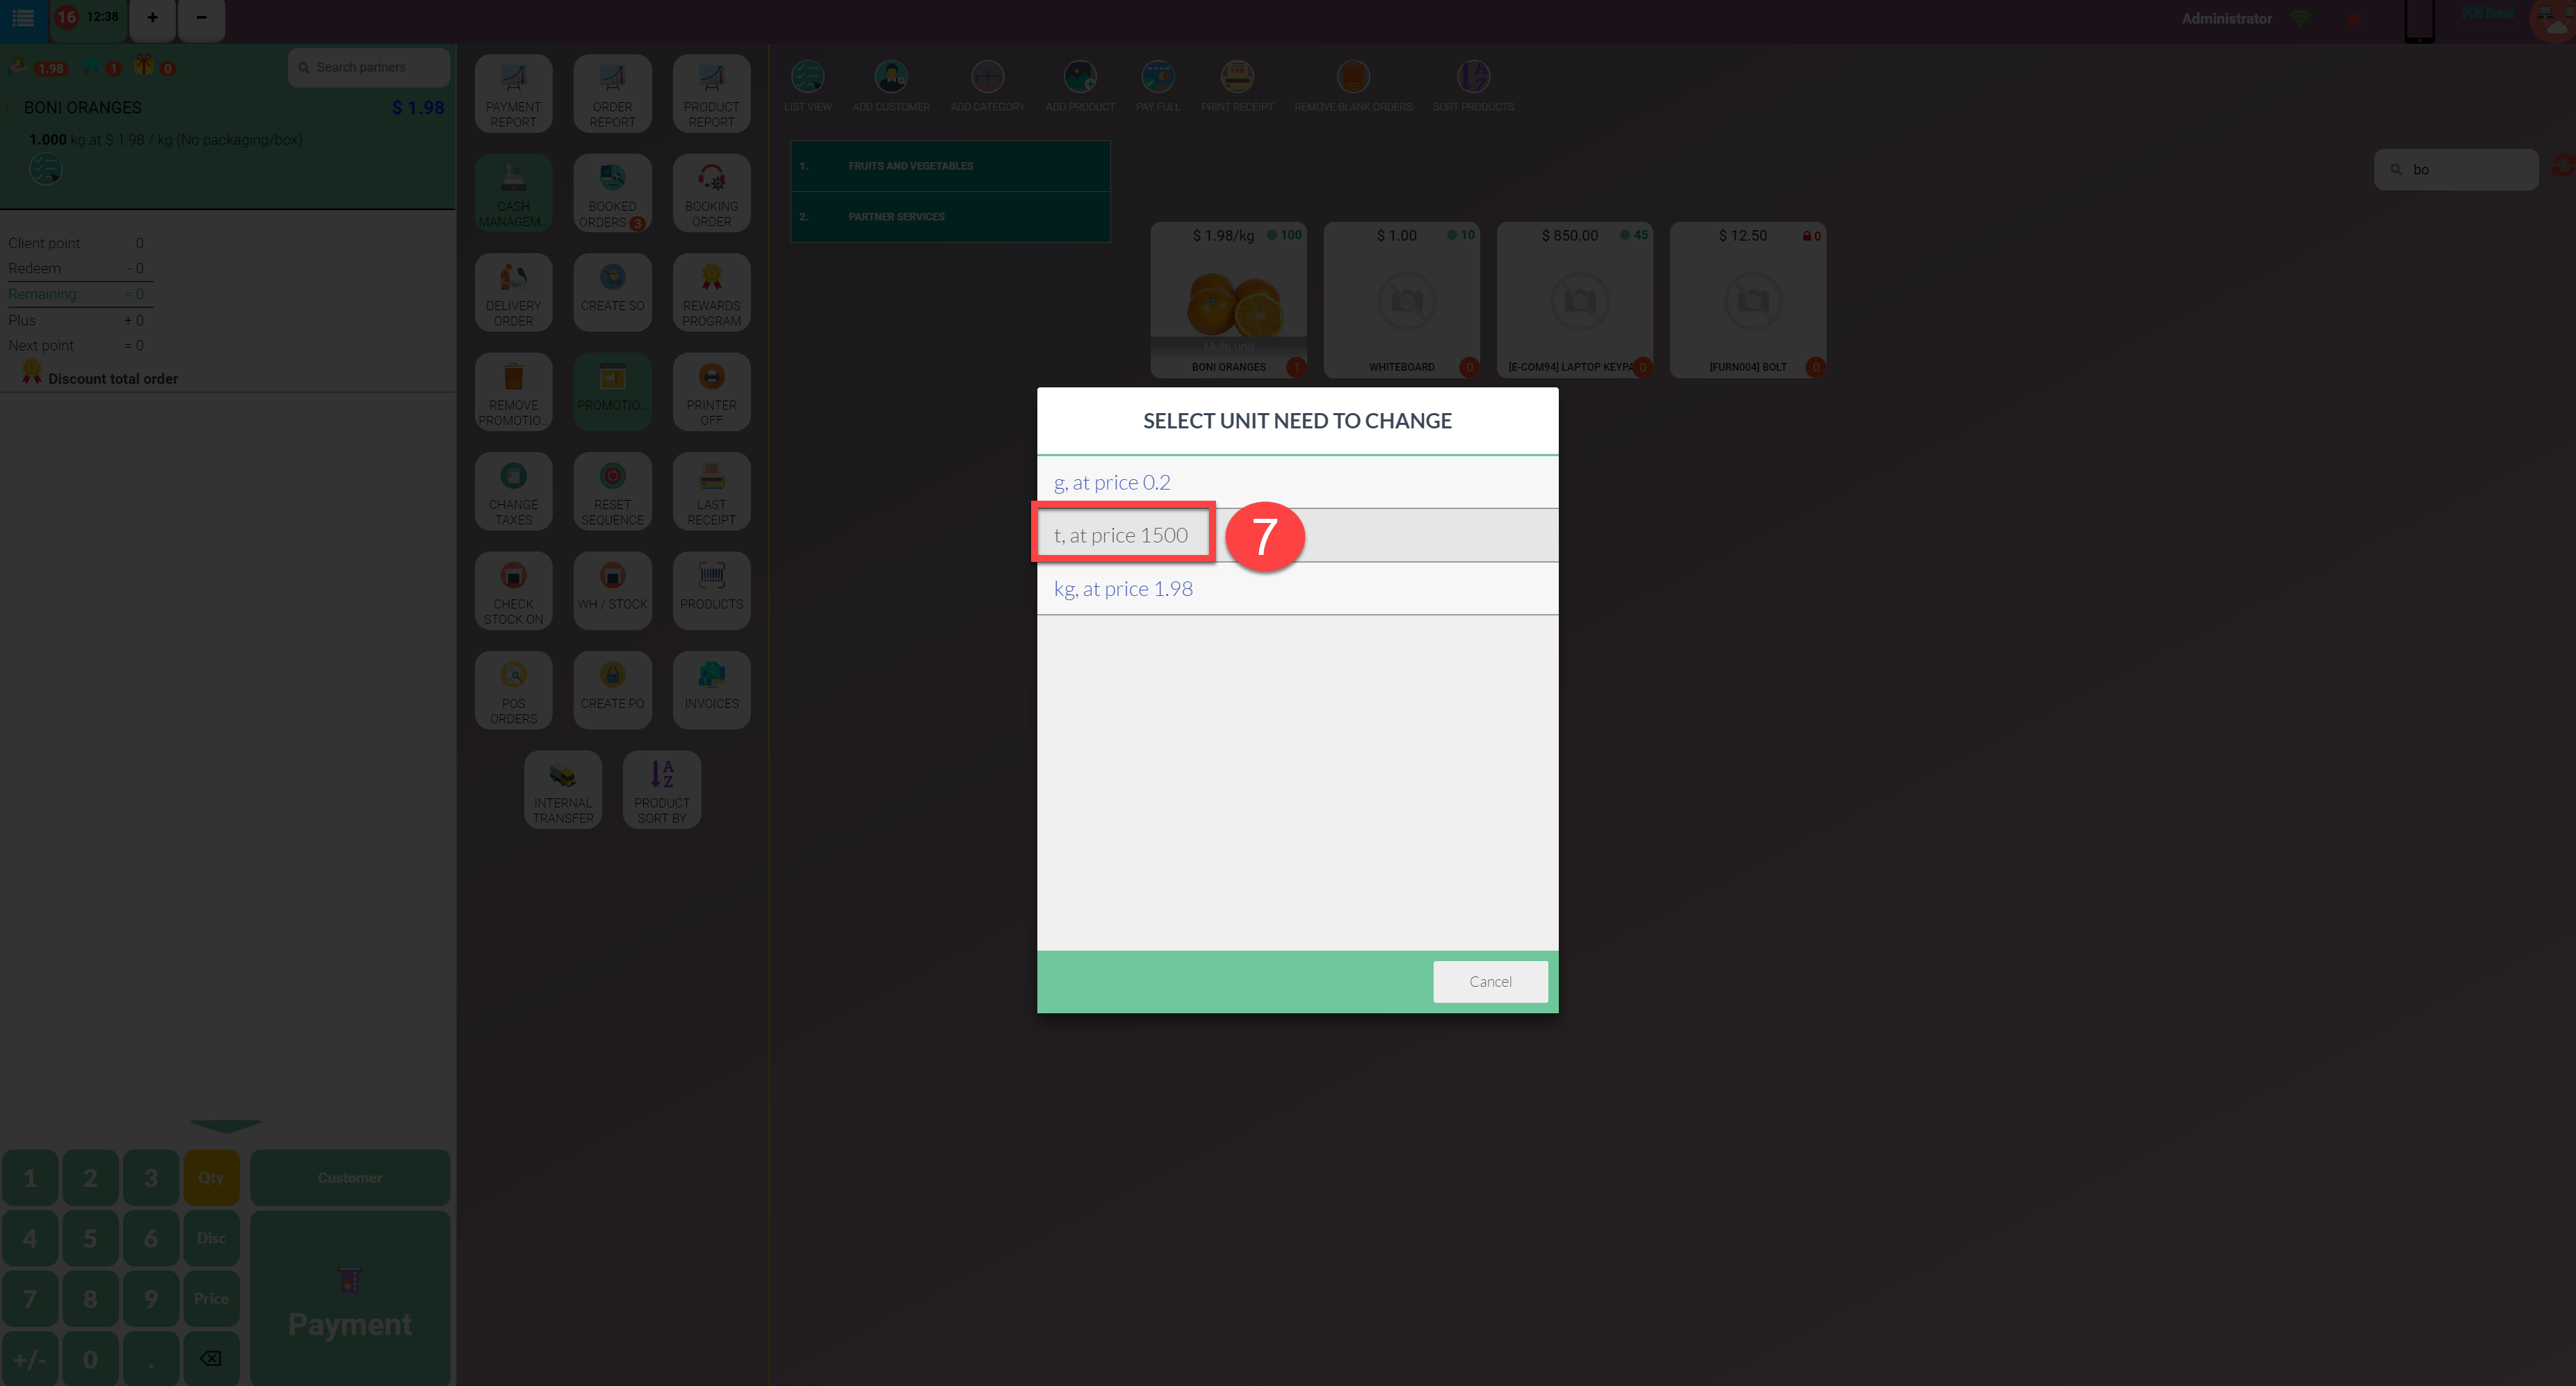 16 12:38 + −
Administrator
1.98 1 0 Search partners
BONI ORANGES $ 1.98
1.000 kg at $ 1.98 / kg (No packaging/box)
Client point 0
Redeem - 0
Remaining: = 0
Plus + 0
Next point = 0
Discount total order
PAYMENT REPORT
ORDER REPORT
PRODUCT REPORT
CASH MANAGEM...
BOOKED ORDERS 3
BOOKING ORDER
DELIVERY ORDER
CREATE SO
REWARDS PROGRAM
REMOVE PROMOTIO...
PROMOTIO...
PRINTER OFF
CHANGE TAXES
RESET SEQUENCE
LAST RECEIPT
CHECK STOCK ON
WH / STOCK
PRODUCTS
POS ORDERS
CREATE PO
INVOICES
INTERNAL TRANSFER
A Z
PRODUCT SORT BY
LIST VIEW
ADD CUSTOMER
ADD CATEGORY
ADD PRODUCT
PAY FULL
PRINT RECEIPT
REMOVE BLANK ORDERS
SORT PRODUCTS
1. FRUITS AND VEGETABLES
2. PARTNER SERVICES
bo
$ 1.98/kg 100
Multi unit
BONI ORANGES 1
$ 1.00 10
WHITEBOARD 0
$ 850.00 45
[E-COM94] LAPTOP KEYPA 0
$ 12.50 0
[FURN004] BOLT 0
SELECT UNIT NEED TO CHANGE
g, at price 0.2
t, at price 1500 7
kg, at price 1.98
Cancel
1 2 3 Qty Customer
4 5 6 Disc
7 8 9 Price
Payment
+/- 0 .